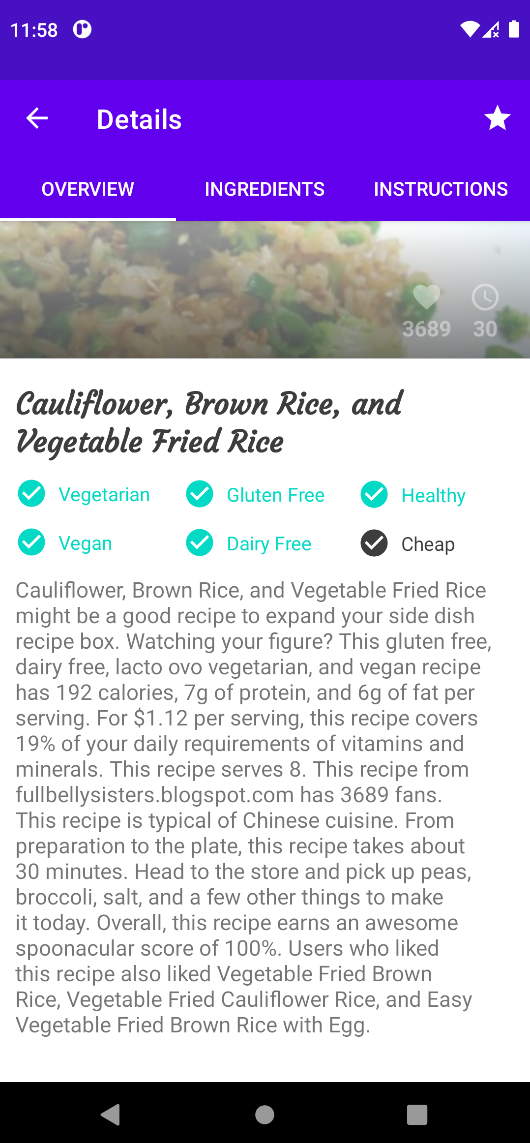 11:58
Details
OVERVIEW INGREDIENTS INSTRUCTIONS
3689 30
Cauliflower, Brown Rice, and
Vegetable Fried Rice
Vegetarian Gluten Free Healthy
Vegan Dairy Free Cheap
Cauliflower, Brown Rice, and Vegetable Fried Rice
might be a good recipe to expand your side dish
recipe box. Watching your figure? This gluten free,
dairy free, lacto ovo vegetarian, and vegan recipe
has 192 calories, 7g of protein, and 6g of fat per
serving. For $1.12 per serving, this recipe covers
19% of your daily requirements of vitamins and
minerals. This recipe serves 8. This recipe from
fullbellysisters.blogspot.com has 3689 fans.
This recipe is typical of Chinese cuisine. From
preparation to the plate, this recipe takes about
30 minutes. Head to the store and pick up peas,
broccoli, salt, and a few other things to make
it today. Overall, this recipe earns an awesome
spoonacular score of 100%. Users who liked
this recipe also liked Vegetable Fried Brown
Rice, Vegetable Fried Cauliflower Rice, and Easy
Vegetable Fried Brown Rice with Egg.